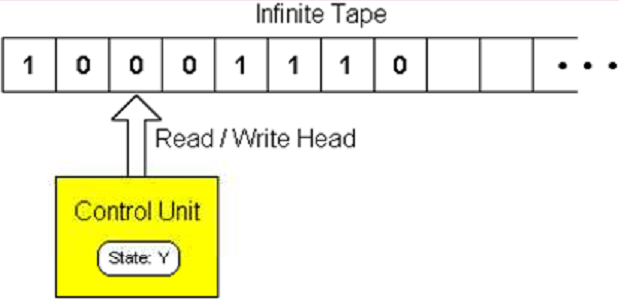 Infinite Tape
1 0 0 0 1 1 1 0 • • •
Read / Write Head
Control Unit
State: Y